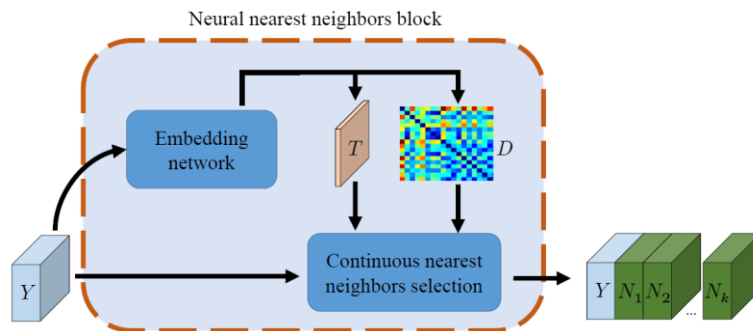 Neural nearest neighbors block
Embedding
network
T
D
Continuous nearest
neighbors selection
Y
Y
N1
N2
...
Nk